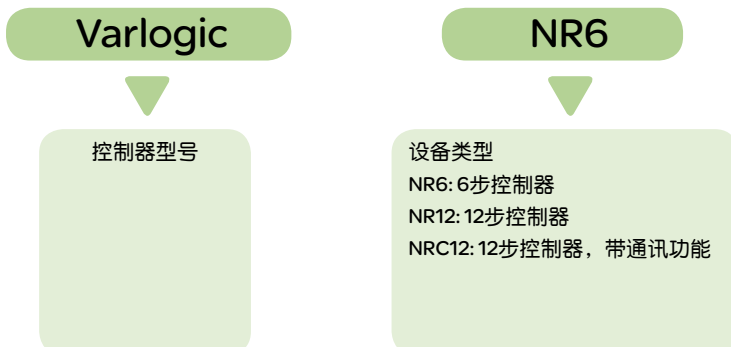 Varlogic
NR6
控制器型号
设备类型
NR6: 6步控制器
NR12: 12步控制器
NRC12: 12步控制器，带通讯功能